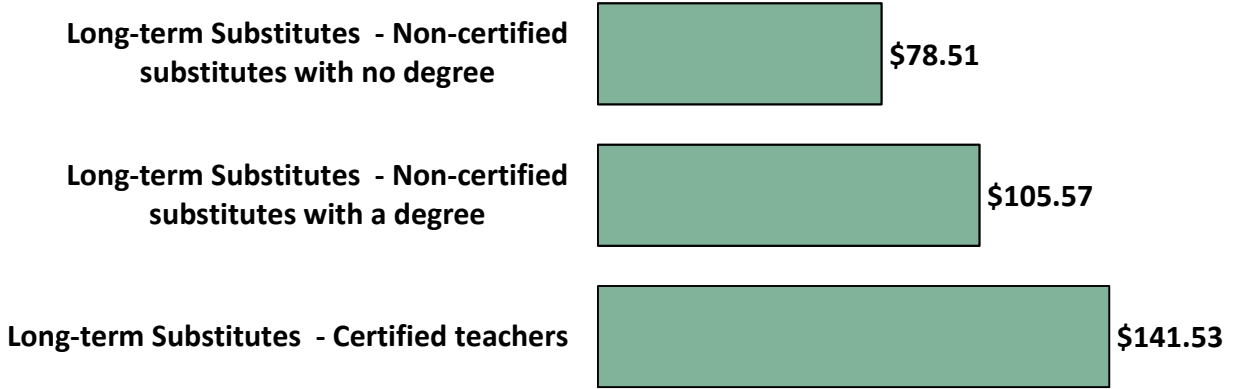 Long-term Substitutes - Non-certified
substitutes with no degree
$78.51
Long-term Substitutes - Non-certified
substitutes with a degree
$105.57
Long-term Substitutes - Certified teachers
$141.53